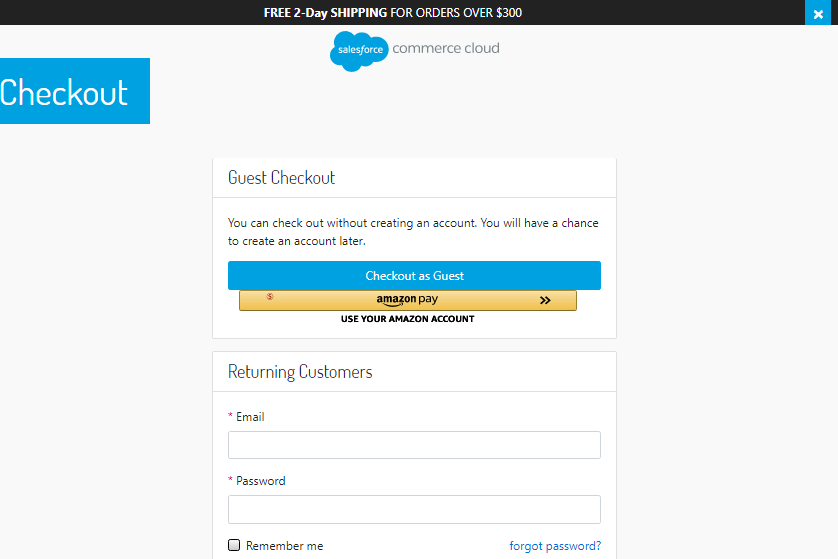 FREE 2-Day SHIPPING FOR ORDERS OVER $300
salesforce commerce cloud
Checkout
Guest Checkout
You can check out without creating an account. You will have a chance
to create an account later.
Checkout as Guest
amazon pay
USE YOUR AMAZON ACCOUNT
Returning Customers
* Email
* Password
Remember me forgot password?